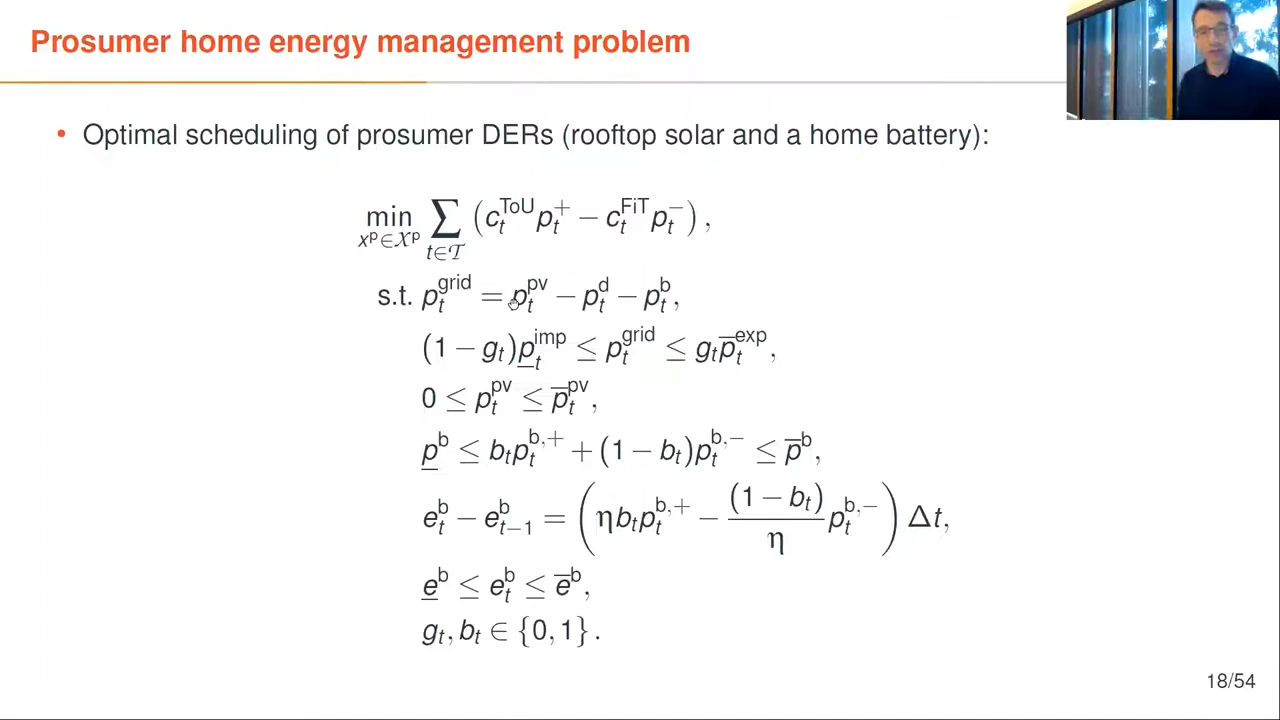 Prosumer home energy management problem
• Optimal scheduling of prosumer DERs (rooftop solar and a home battery):
min_{x^p∈X^p} ∑_{t∈T} (c_t^{ToU} p_t^+ − c_t^{FiT} p_t^−),
s.t. p_t^{grid} = p_t^{pv} − p_t^d − p_t^b,
(1 − g_t)p̲_t^{imp} ≤ p_t^{grid} ≤ g_t p̅_t^{exp},
0 ≤ p_t^{pv} ≤ p̅_t^{pv},
p̲^b ≤ b_t p_t^{b,+} + (1 − b_t)p_t^{b,−} ≤ p̅^b,
e_t^b − e_{t−1}^b = (ηb_t p_t^{b,+} − \frac{(1 − b_t)}{η} p_t^{b,−}) Δt,
e̲^b ≤ e_t^b ≤ e̅^b,
g_t, b_t ∈ {0, 1}.
18/54